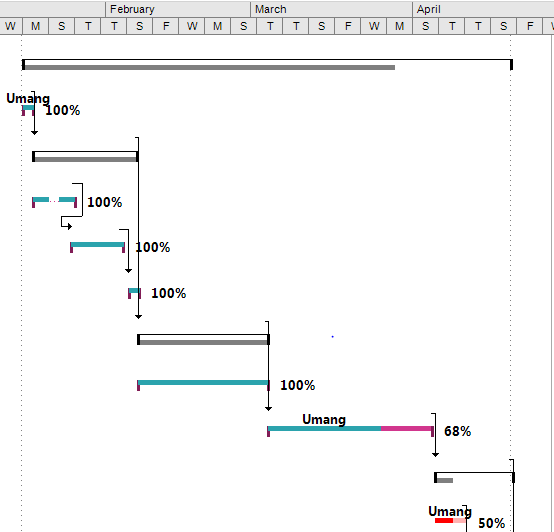 February March April
W M S T T S F W M S T T S F W M S T T S F W
Umang
100%
100%
100%
100%
100%
Umang
68%
Umang
50%